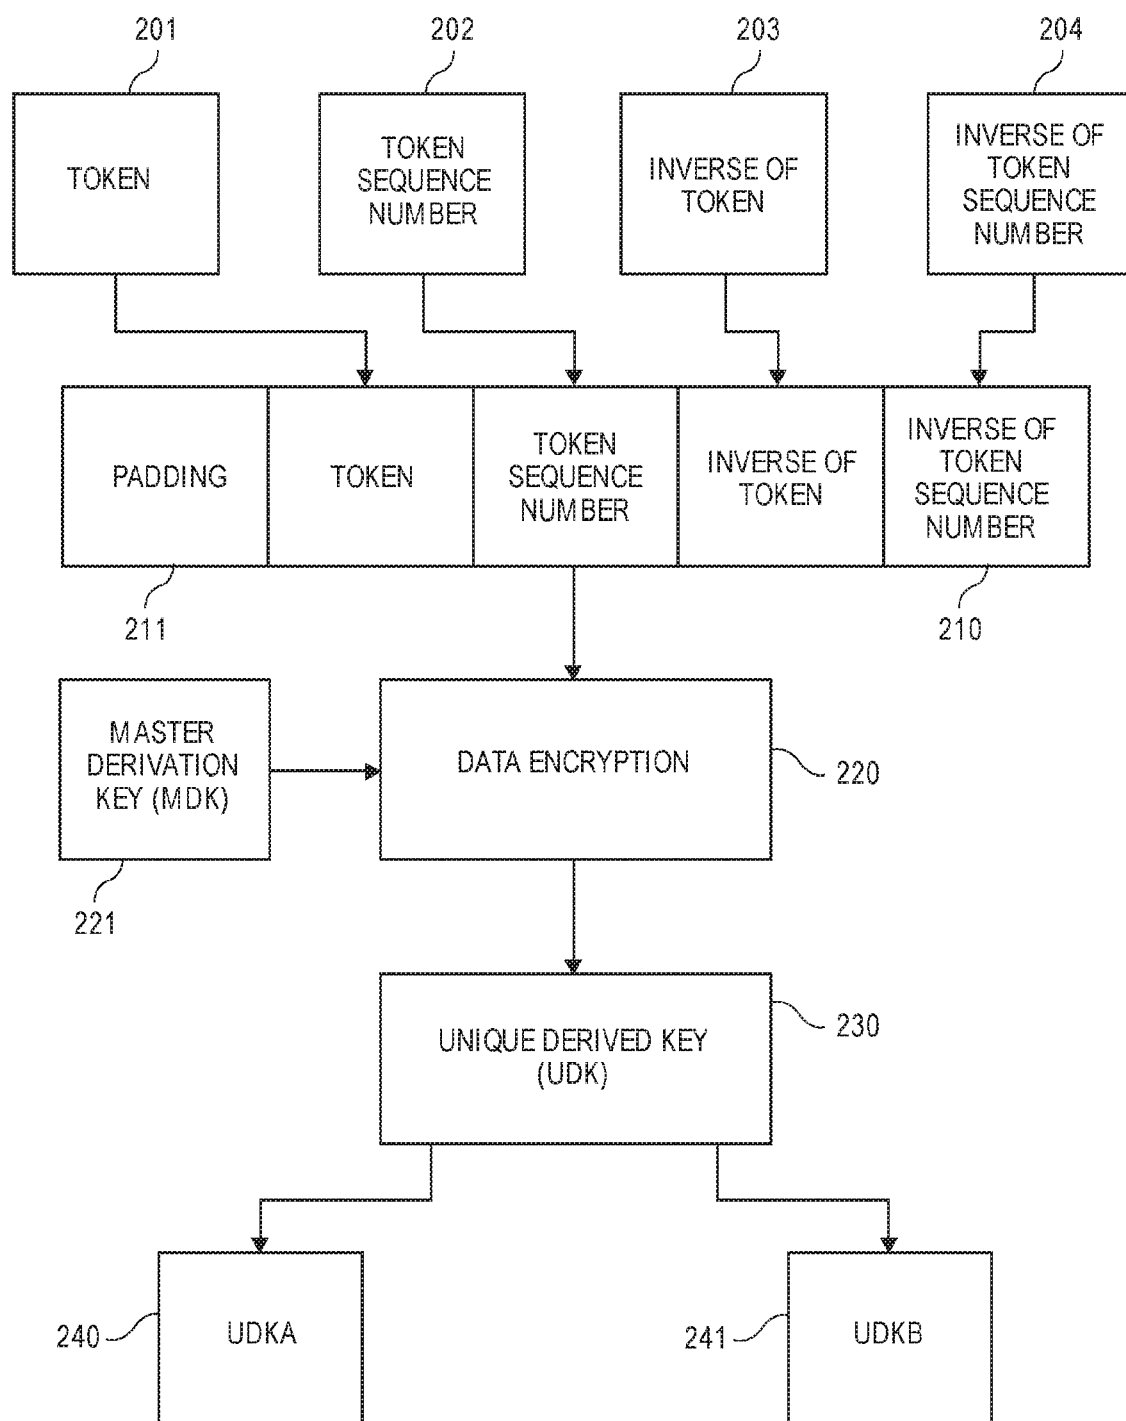 201
202
203
204
TOKEN
TOKEN
SEQUENCE
NUMBER
INVERSE OF
TOKEN
INVERSE OF
TOKEN
SEQUENCE
NUMBER
PADDING
TOKEN
TOKEN
SEQUENCE
NUMBER
INVERSE OF
TOKEN
INVERSE OF
TOKEN
SEQUENCE
NUMBER
211
210
MASTER
DERIVATION
KEY (MDK)
DATA ENCRYPTION
220
221
UNIQUE DERIVED KEY
(UDK)
230
240
UDKA
241
UDKB